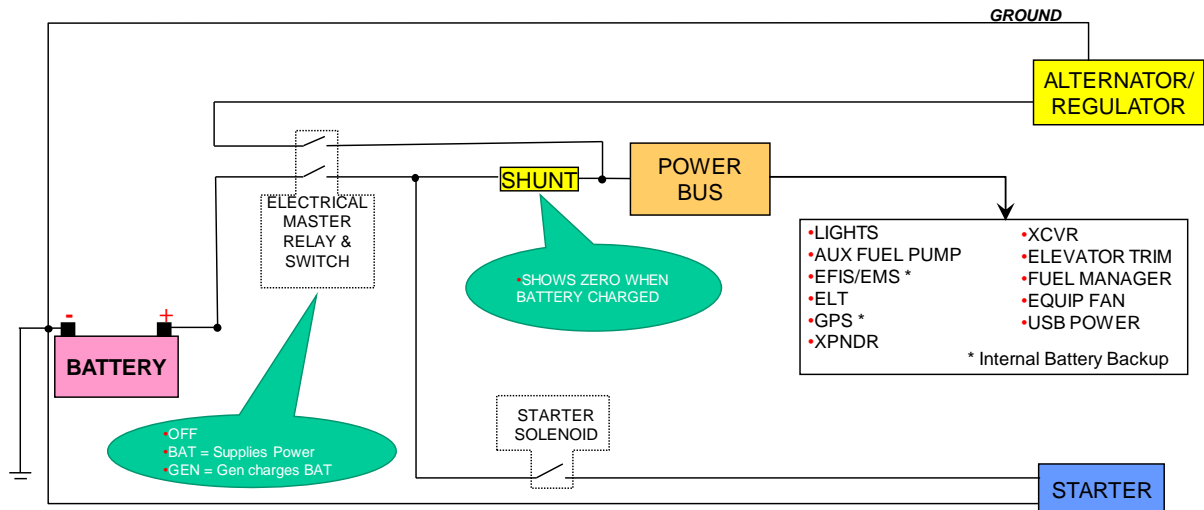 GROUND
ALTERNATOR/
REGULATOR
POWER
BUS
SHUNT
ELECTRICAL
MASTER
RELAY &
SWITCH
•SHOWS ZERO WHEN
BATTERY CHARGED
•LIGHTS
•AUX FUEL PUMP
•EFIS/EMS *
•ELT
•GPS *
•XPNDR
•XCVR
•ELEVATOR TRIM
•FUEL MANAGER
•EQUIP FAN
•USB POWER
* Internal Battery Backup
- +
BATTERY
•OFF
•BAT = Supplies Power
•GEN = Gen charges BAT
STARTER
SOLENOID
STARTER